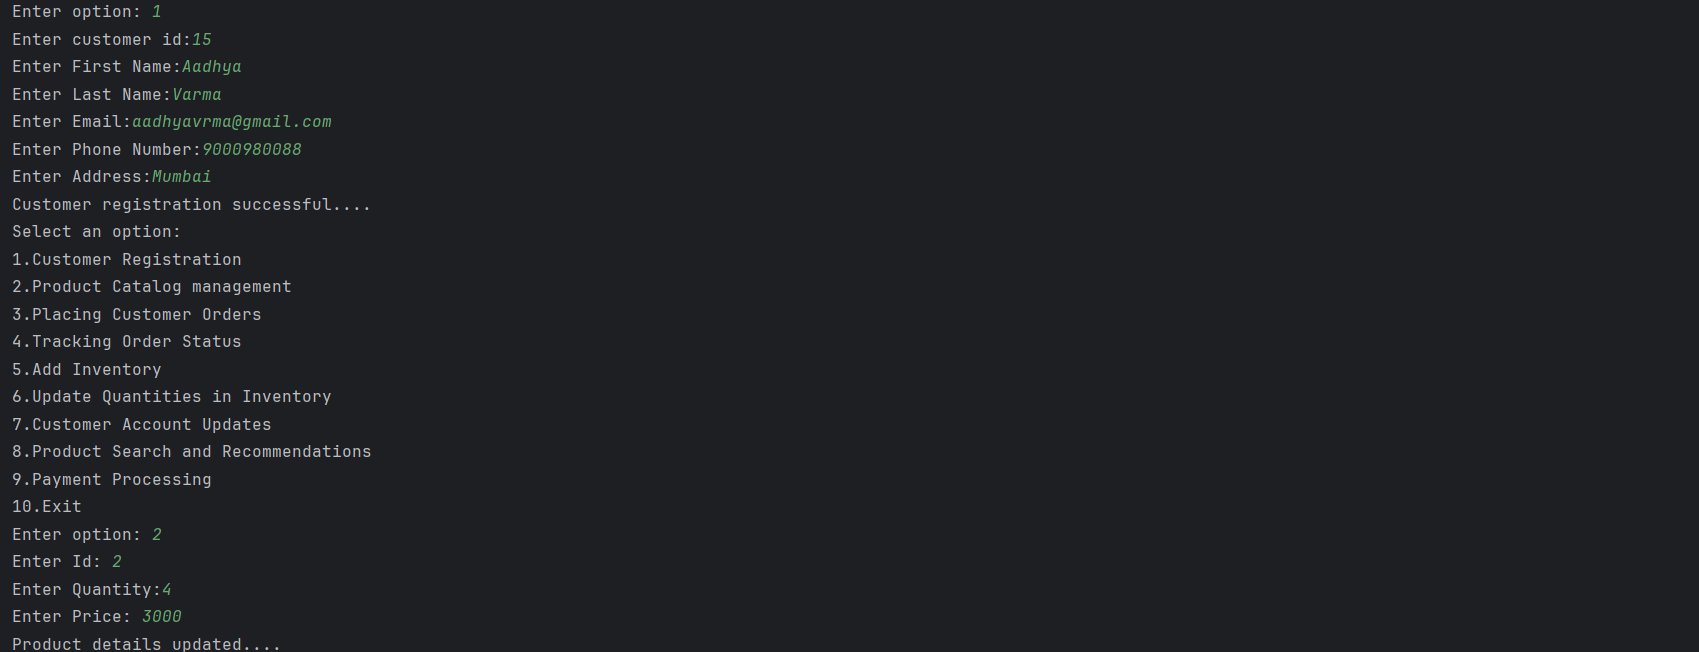 Enter option: 1
Enter customer id:15
Enter First Name:Aadhya
Enter Last Name:Varma
Enter Email:aadhyavrma@gmail.com
Enter Phone Number:9000980088
Enter Address:Mumbai
Customer registration successful....
Select an option:
1.Customer Registration
2.Product Catalog management
3.Placing Customer Orders
4.Tracking Order Status
5.Add Inventory
6.Update Quantities in Inventory
7.Customer Account Updates
8.Product Search and Recommendations
9.Payment Processing
10.Exit
Enter option: 2
Enter Id: 2
Enter Quantity:4
Enter Price: 3000
Product details updated....